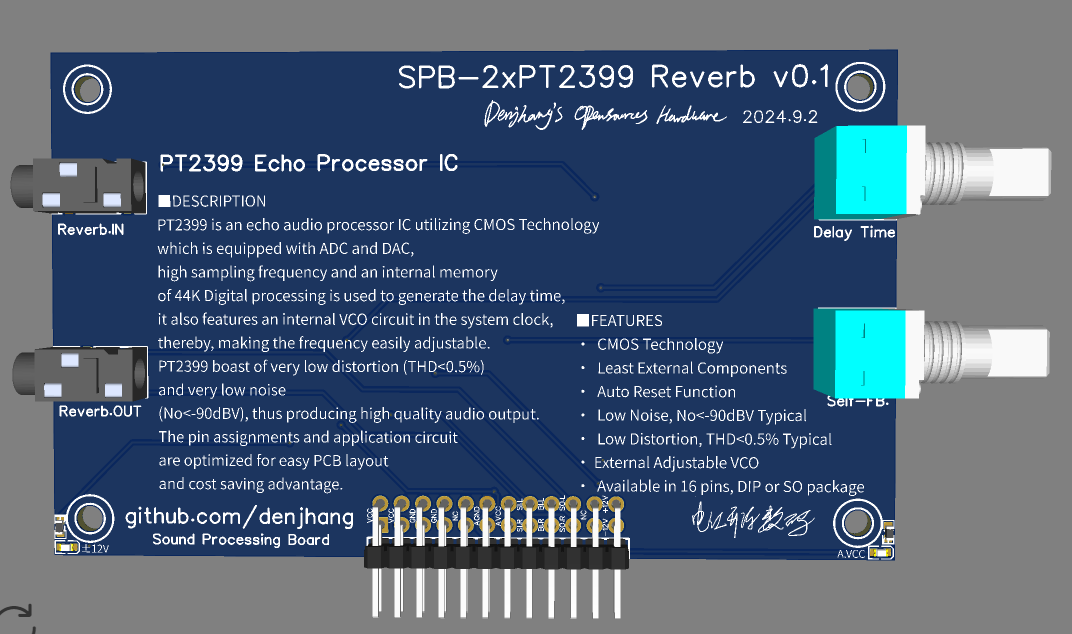 SPB-2xPT2399 Reverb v0.1
Denjhang's Opensources Hardware 2024.9.2
PT2399 Echo Processor IC
■DESCRIPTION
PT2399 is an echo audio processor IC utilizing CMOS Technology
which is equipped with ADC and DAC,
high sampling frequency and an internal memory
of 44K Digital processing is used to generate the delay time,
it also features an internal VCO circuit in the system clock,
thereby, making the frequency easily adjustable.
PT2399 boast of very low distortion (THD<0.5%)
and very low noise
(No<-90dBV), thus producing high quality audio output.
The pin assignments and application circuit
are optimized for easy PCB layout
and cost saving advantage.
Reverb.IN
Reverb.OUT
Delay Time
Self-FB.
■FEATURES
· CMOS Technology
· Least External Components
· Auto Reset Function
· Low Noise, No<-90dBV Typical
· Low Distortion, THD<0.5% Typical
· External Adjustable VCO
· Available in 16 pins, DIP or SO package
github.com/denjhang
Sound Processing Board
±12V
VCC
GND
NC
AGND
AVCC
NC
+12V
-12V
A.VCC